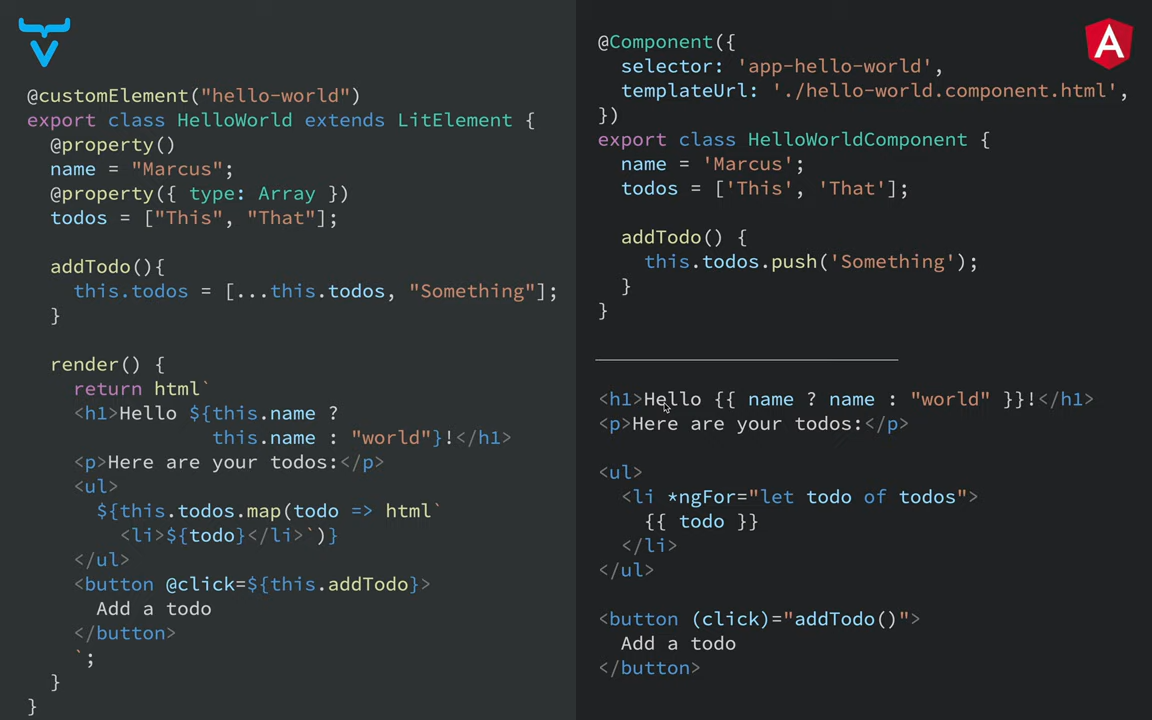 @customElement("hello-world")
export class HelloWorld extends LitElement {
  @property()
  name = "Marcus";
  @property({ type: Array })
  todos = ["This", "That"];

  addTodo(){
    this.todos = [...this.todos, "Something"];
  }

  render() {
    return html`
    <h1>Hello ${this.name ?
                this.name : "world"}!</h1>
    <p>Here are your todos:</p>
    <ul>
      ${this.todos.map(todo => html`
        <li>${todo}</li>`)}
    </ul>
    <button @click=${this.addTodo}>
      Add a todo
    </button>
    `;
  }
}
A
@Component({
  selector: 'app-hello-world',
  templateUrl: './hello-world.component.html',
})
export class HelloWorldComponent {
  name = 'Marcus';
  todos = ['This', 'That'];

  addTodo() {
    this.todos.push('Something');
  }
}

<h1>Hello {{ name ? name : "world" }}!</h1>
<p>Here are your todos:</p>

<ul>
  <li *ngFor="let todo of todos">
    {{ todo }}
  </li>
</ul>

<button (click)="addTodo()">
  Add a todo
</button>